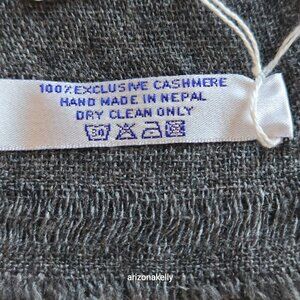 100% EXCLUSIVE CASHMERE
HAND MADE IN NEPAL
DRY CLEAN ONLY
30
arizonakelly